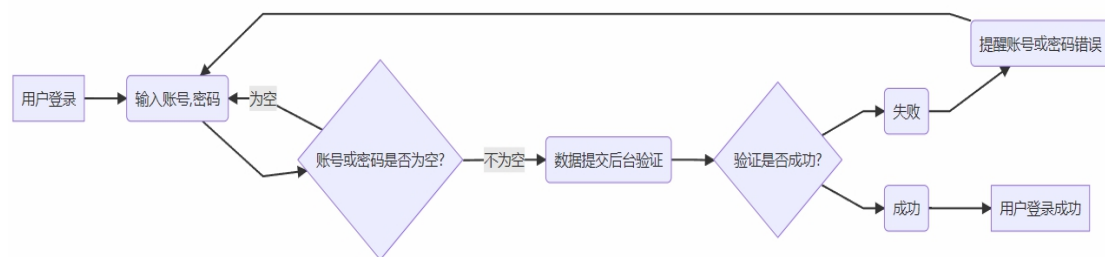 提醒账号或密码错误
用户登录
输入账号,密码
为空
失败
账号或密码是否为空?
不为空
数据提交后台验证
验证是否成功?
成功
用户登录成功